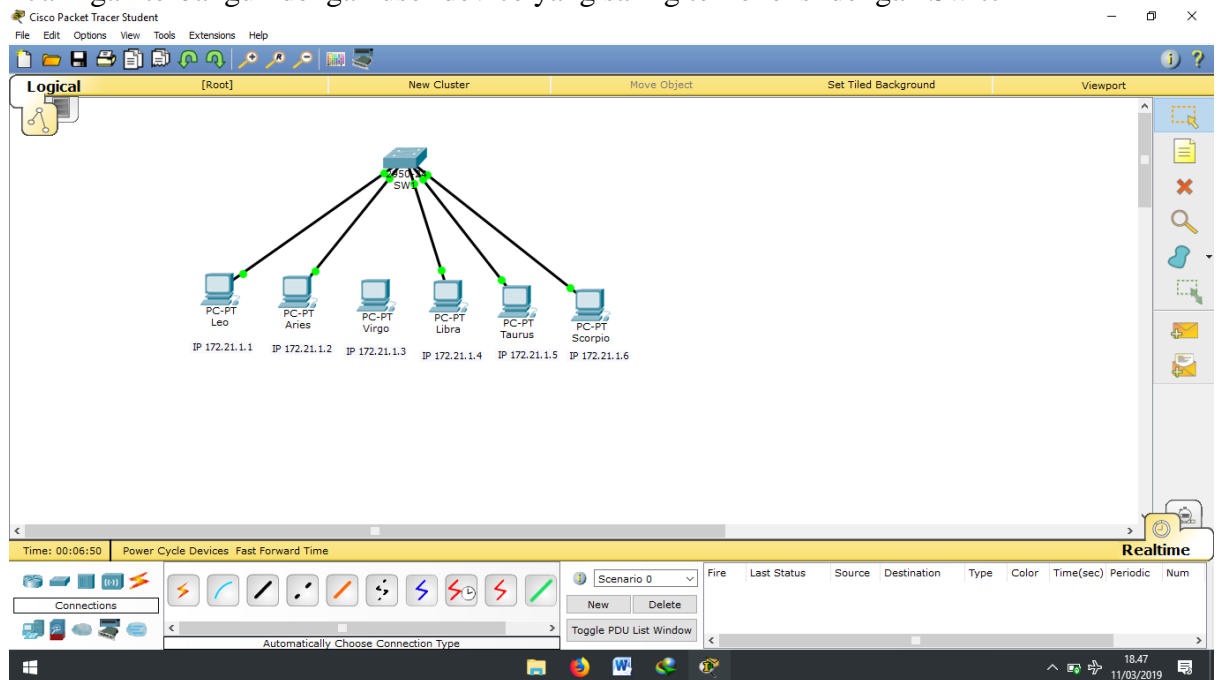 Cisco Packet Tracer Student
File Edit Options View Tools Extensions Help
Logical [Root] New Cluster Move Object Set Tiled Background Viewport
SW1
PC-PT
Leo
PC-PT
Aries
PC-PT
Virgo
PC-PT
Libra
PC-PT
Taurus
PC-PT
Scorpio
IP 172.21.1.1 IP 172.21.1.2 IP 172.21.1.3 IP 172.21.1.4 IP 172.21.1.5 IP 172.21.1.6
Time: 00:06:50 Power Cycle Devices Fast Forward Time Realtime
Connections
Automatically Choose Connection Type
Scenario 0
New Delete
Toggle PDU List Window
Fire Last Status Source Destination Type Color Time(sec) Periodic Num
18.47
11/03/2019